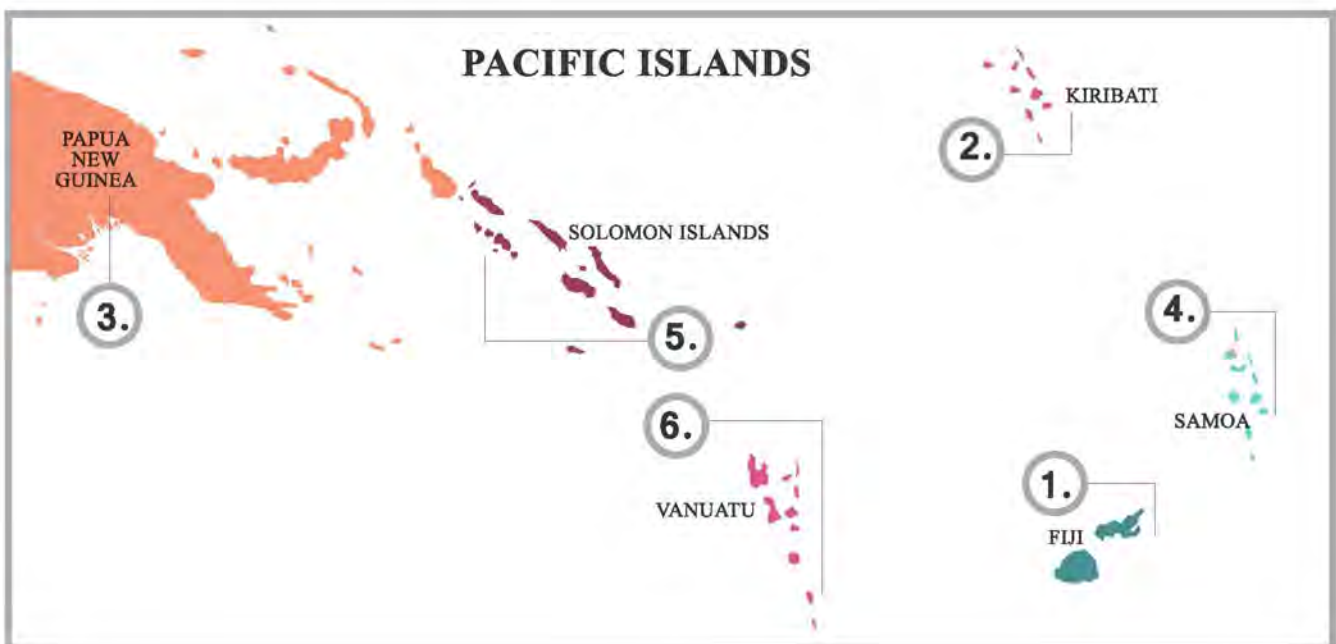 PACIFIC ISLANDS
KIRIBATI
2.
PAPUA
NEW
GUINEA
SOLOMON ISLANDS
3.
5.
4.
6.
SAMOA
1.
VANUATU
FIJI